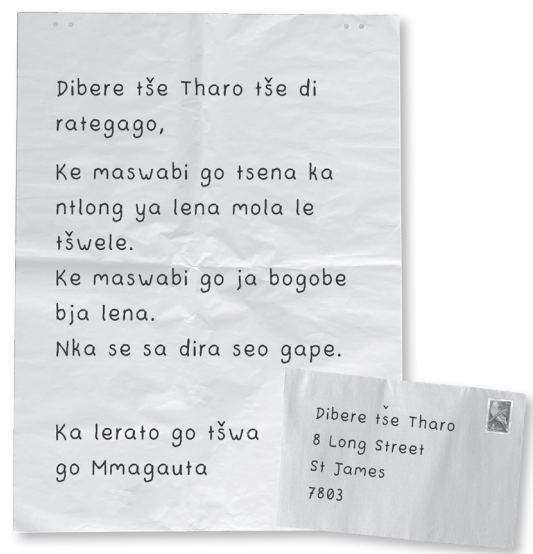 Dibere tše Tharo tše di
rategago,
Ke maswabi go tsena ka
ntlong ya lena mola le
tšwele.
Ke maswabi go ja bogobe
bja lena.
Nka se sa dira seo gape.
Ka lerato go tšwa
go Mmagauta
Dibere tše Tharo
8 Long Street
St James
7803